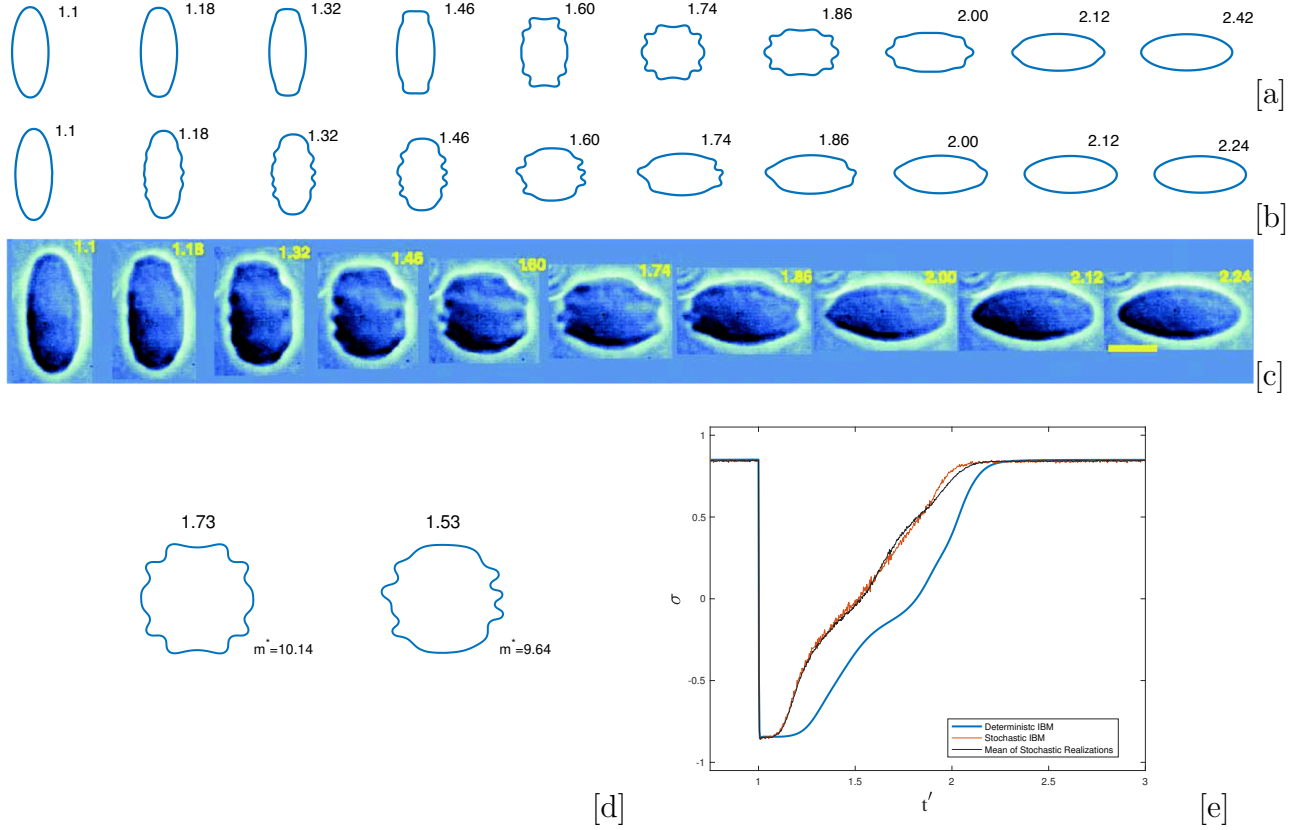 1.1 1.18 1.32 1.46 1.60 1.74 1.86 2.00 2.12 2.42
[a]
1.1 1.18 1.32 1.46 1.60 1.74 1.86 2.00 2.12 2.24
[b]
1.1 1.18 1.32 1.46 1.60 1.74 1.86 2.00 2.12 2.24
[c]
1.73
m*=10.14
1.53
m*=9.64
[d]
1
0.5
0
-0.5
-1
σ
1 1.5 2 2.5 3
t′
Deterministc IBM
Stochastic IBM
Mean of Stochastic Realizations
[e]